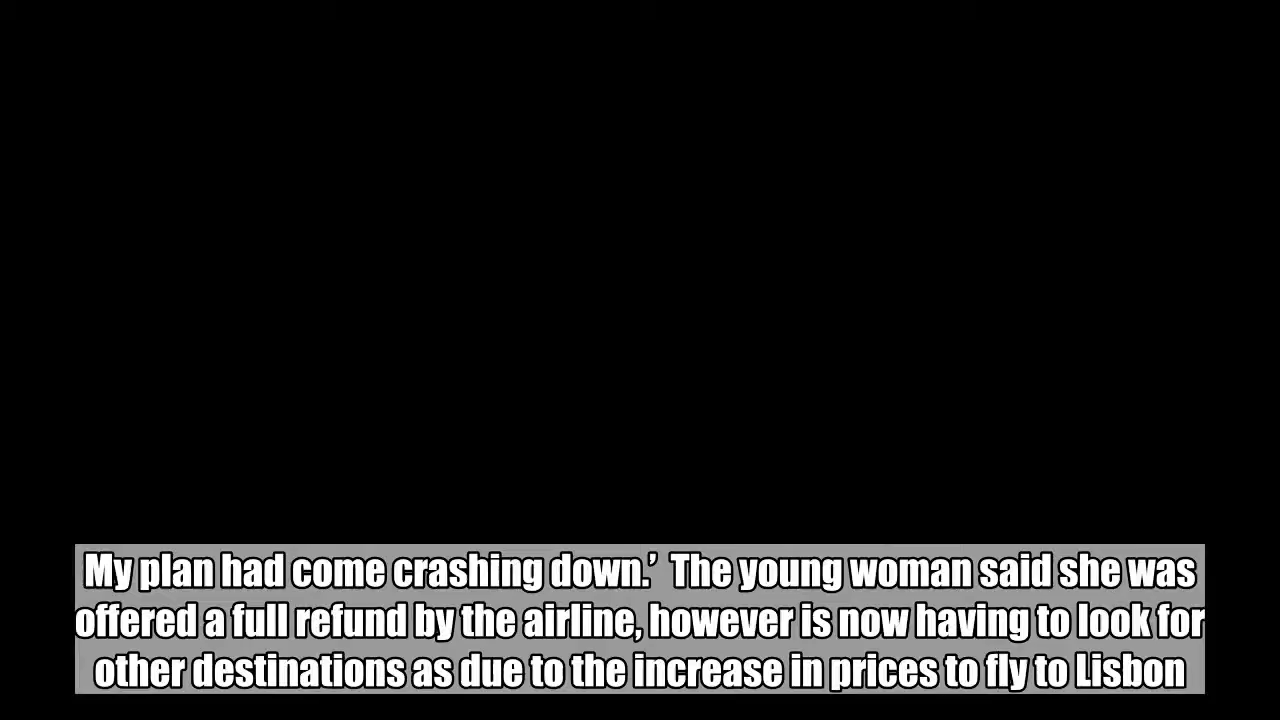 My plan had come crashing down.’  The young woman said she was
offered a full refund by the airline, however is now having to look for
other destinations as due to the increase in prices to fly to Lisbon